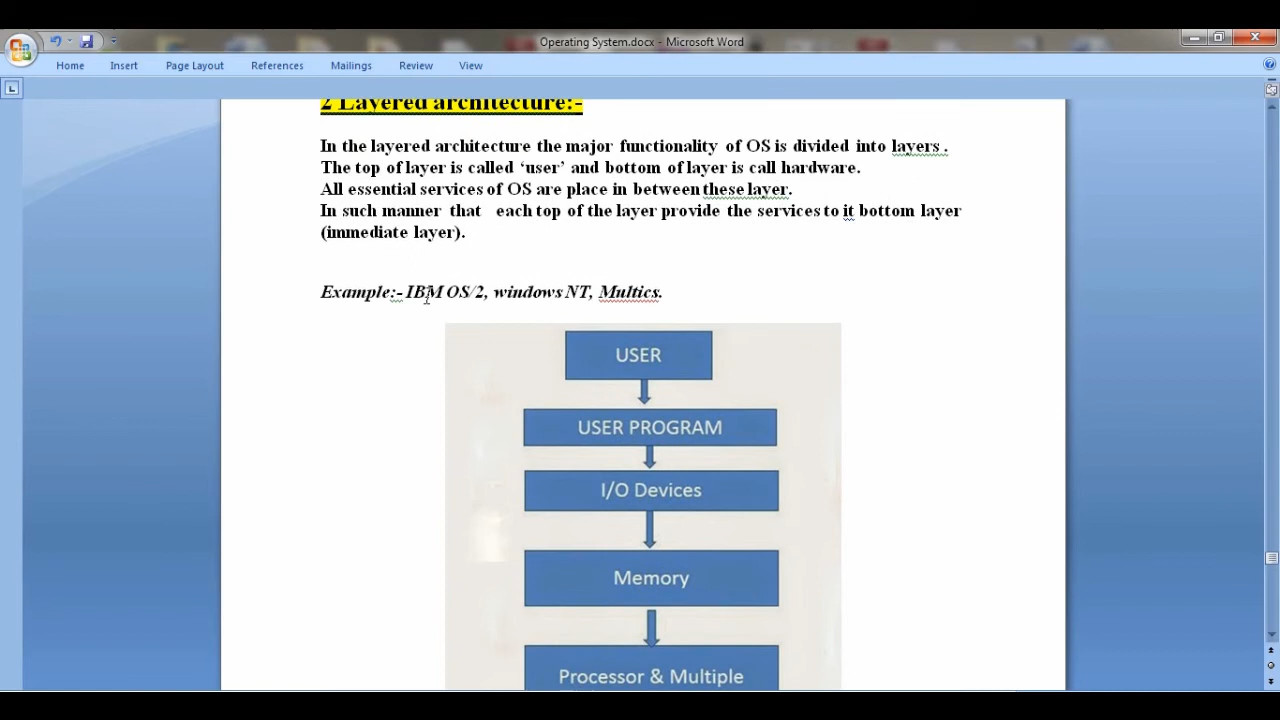 Operating System.docx - Microsoft Word
Home Insert Page Layout References Mailings Review View
2 Layered architecture:-
In the layered architecture the major functionality of OS is divided into layers .
The top of layer is called ‘user’ and bottom of layer is call hardware.
All essential services of OS are place in between these layer.
In such manner that each top of the layer provide the services to it bottom layer
(immediate layer).
Example:- IBM OS/2, windows NT, Multics.
USER
USER PROGRAM
I/O Devices
Memory
Processor & Multiple